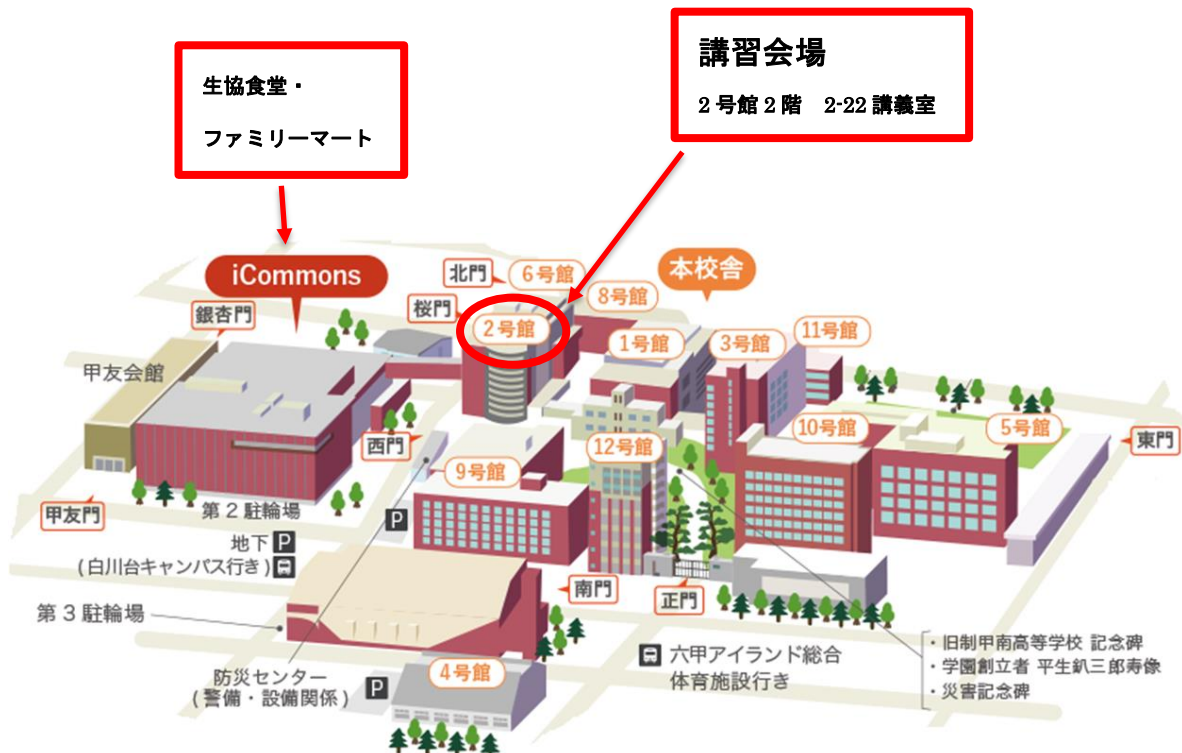 生協食堂・
ファミリーマート
講習会場
2号館2階　2-22講義室
iCommons
北門
6号館
本校舎
8号館
桜門
銀杏門
2号館
1号館
3号館
11号館
甲友会館
西門
9号館
12号館
10号館
5号館
東門
甲友門
第2駐輪場
P
地下P
(白川台キャンパス行き)
南門
正門
第3駐輪場
防災センター
(警備・設備関係)
P
4号館
六甲アイランド総合
体育施設行き
・旧制甲南高等学校 記念碑
・学園創立者 平生釟三郎寿像
・災害記念碑